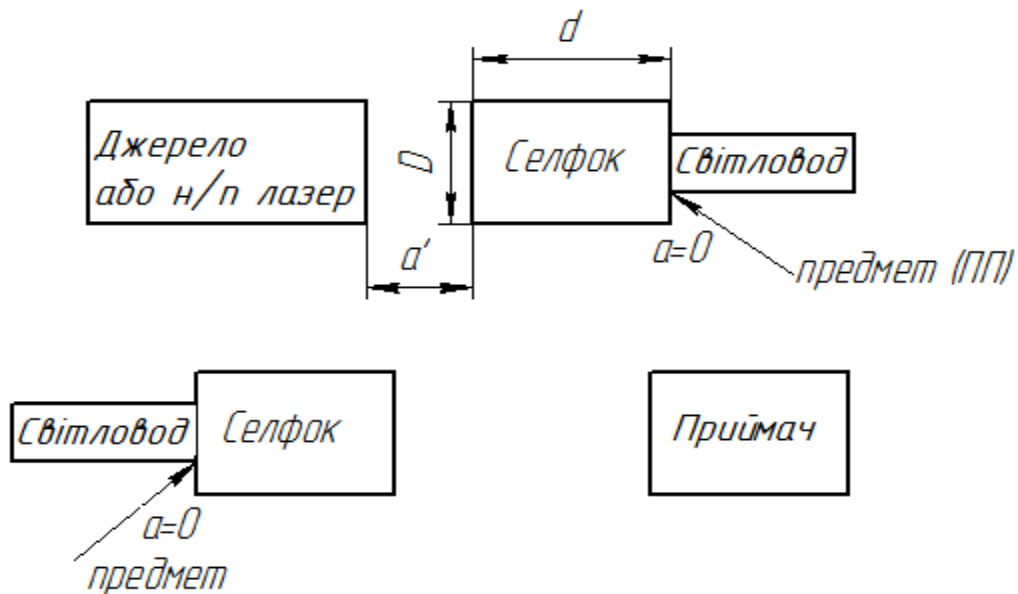 d
Джерело
або н/п лазер
D
Селфок
Світловод
a'
a=0
предмет (ПП)
Світловод
Селфок
Приймач
a=0
предмет